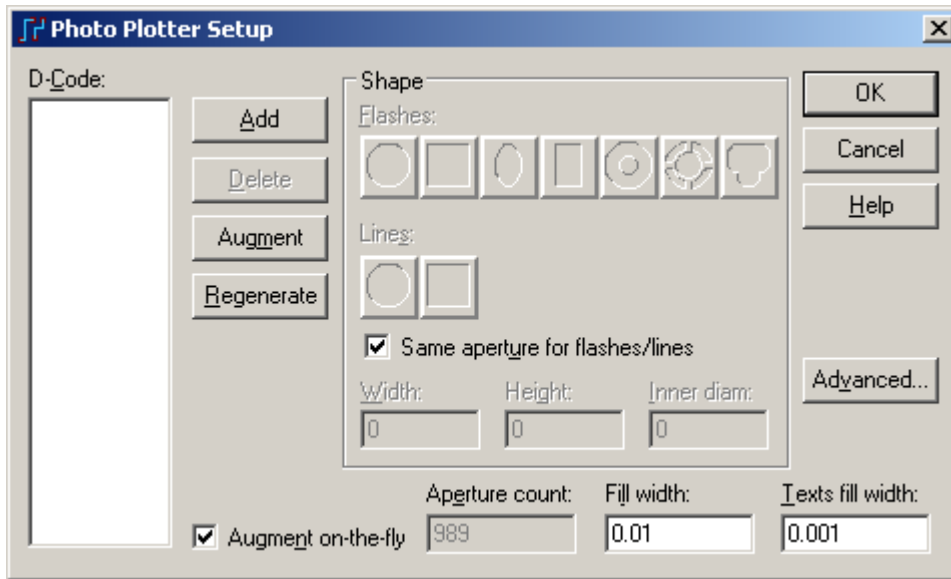 Photo Plotter Setup
D-Code:
Add
Delete
Augment
Regenerate
Shape
Flashes:
Lines:
Same aperture for flashes/lines
Width: Height: Inner diam:
0 0 0
OK
Cancel
Help
Advanced...
Augment on-the-fly
Aperture count: Fill width: Texts fill width:
989 0.01 0.001